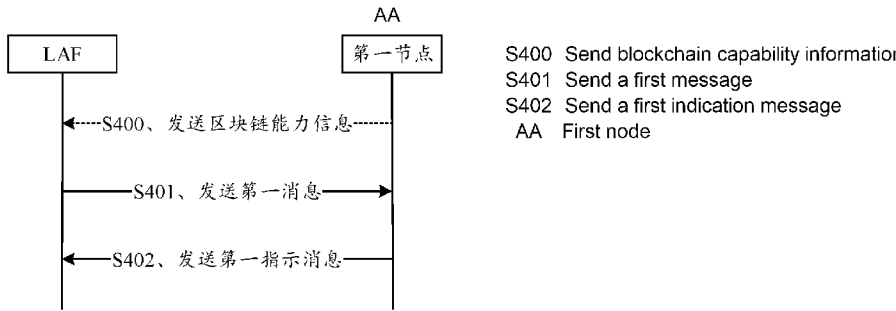 AA
LAF
第一节点
S400、发送区块链能力信息
S401、发送第一消息
S402、发送第一指示消息
S400 Send blockchain capability information
S401 Send a first message
S402 Send a first indication message
AA First node